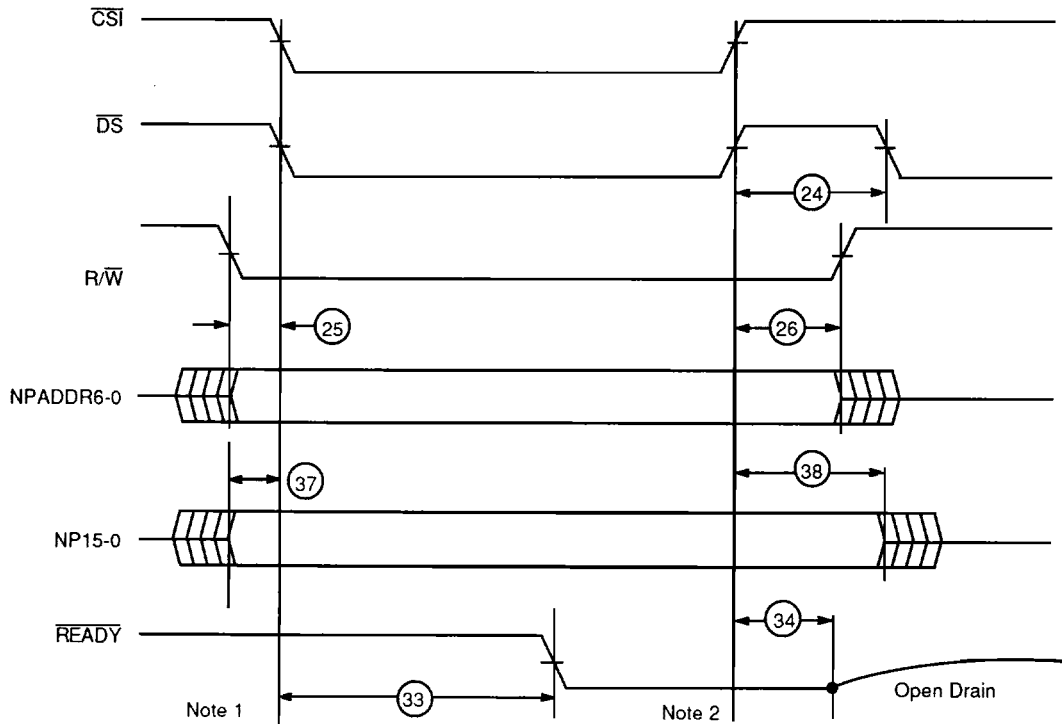 CSI
DS
24
R/W
25
26
NPADDR6-0
37
38
NP15-0
READY
34
33
Open Drain
Note 1
Note 2